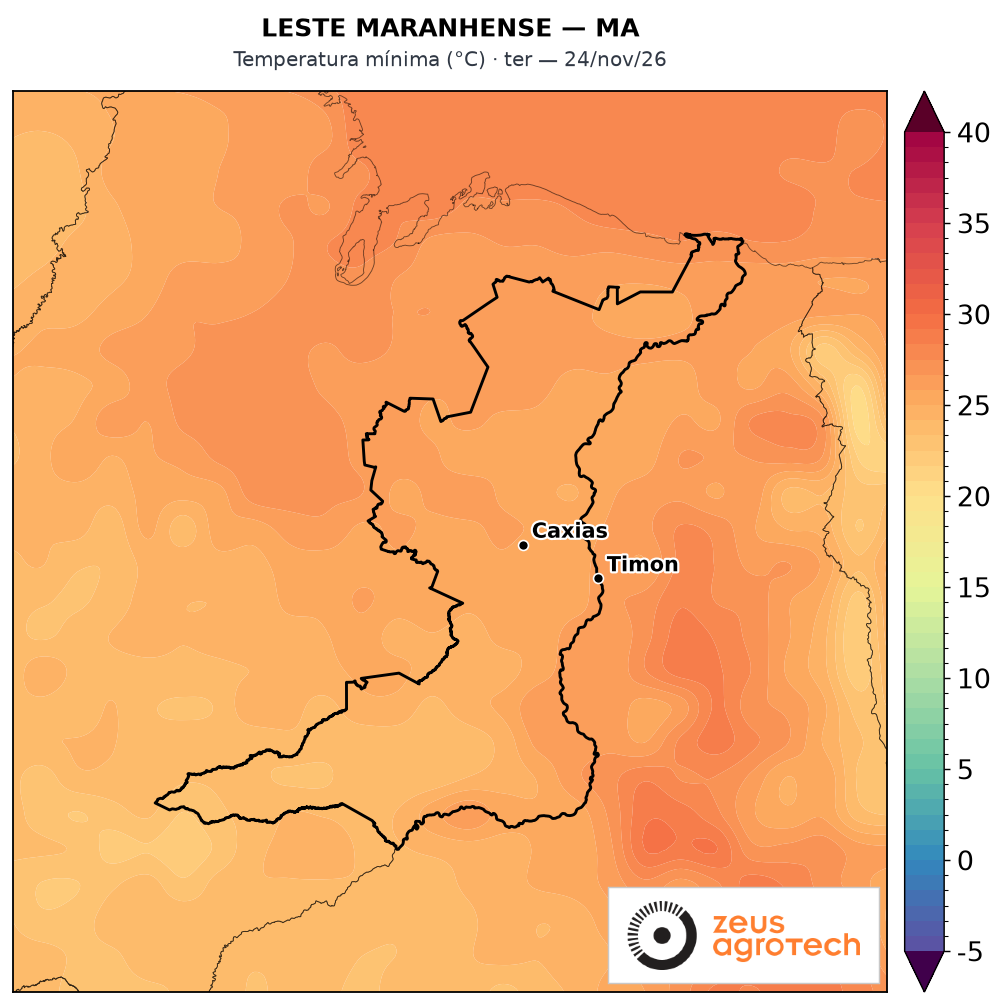 LESTE MARANHENSE — MA
Temperatura mínima (°C) · ter — 24/nov/26
40
35
30
25
20
15
10
5
0
-5
Caxias
Timon
zeus
agrotech